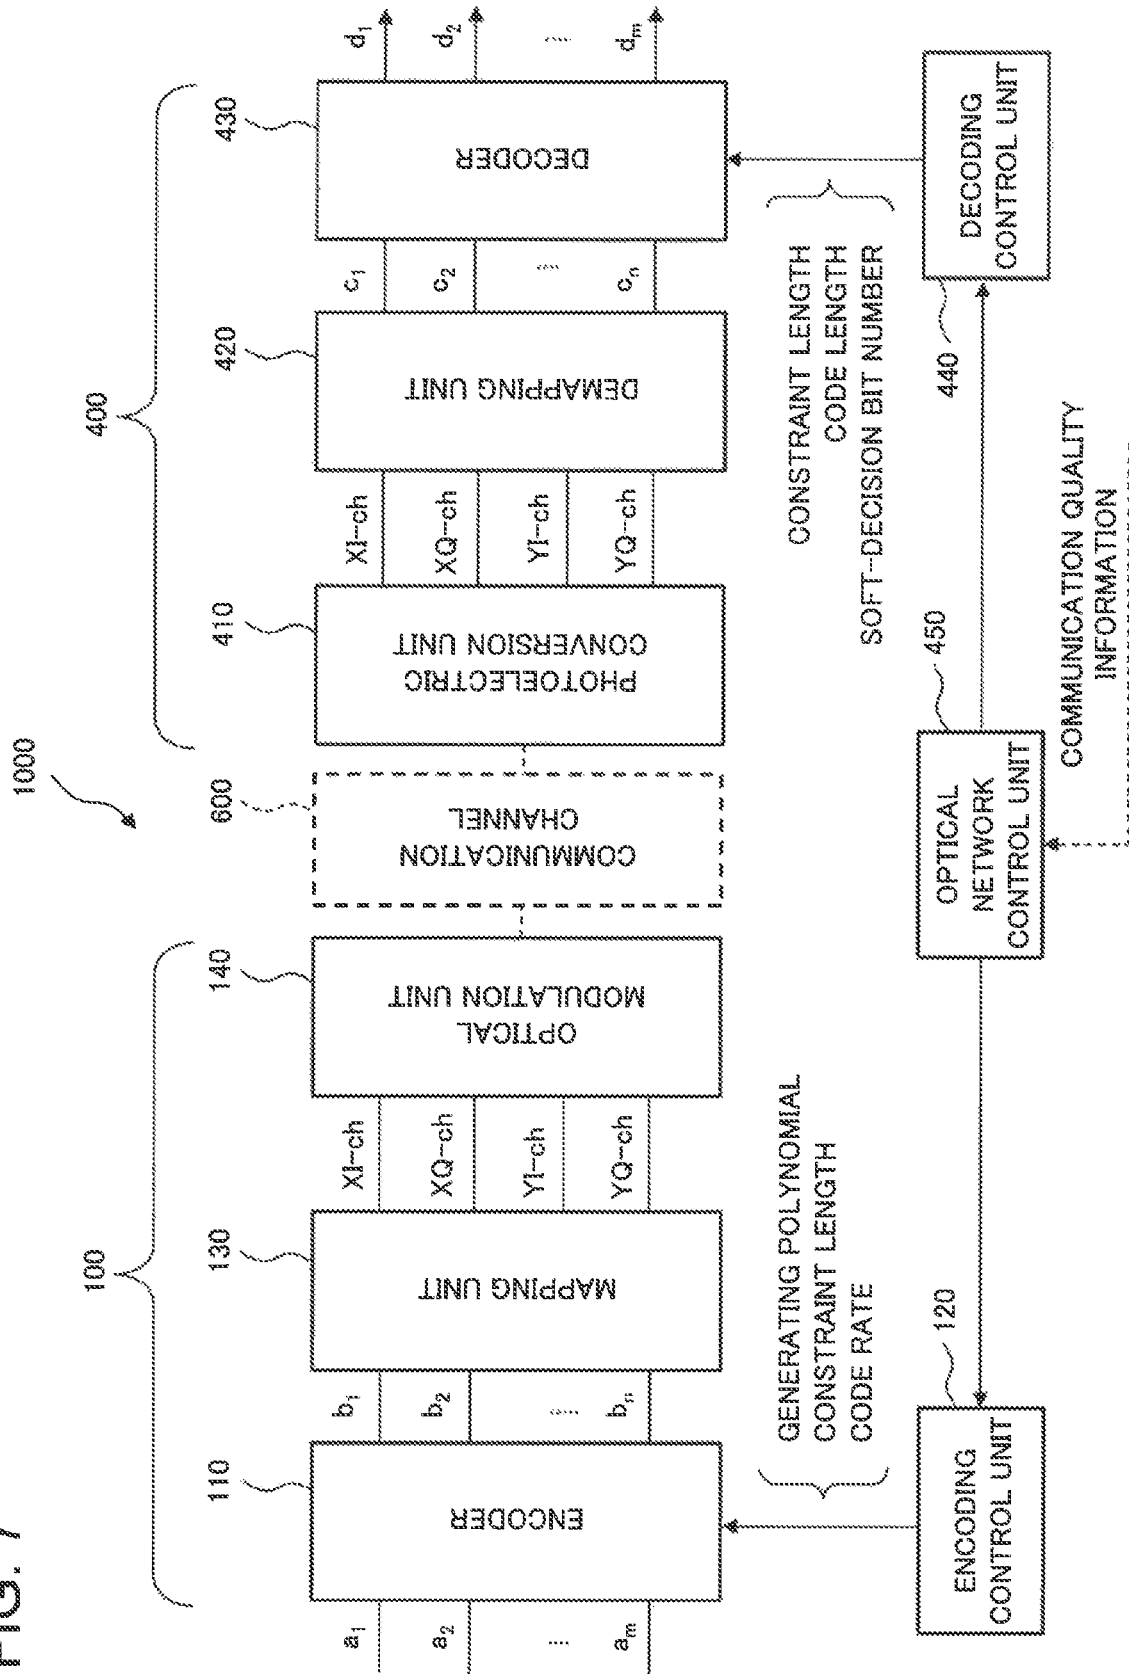 FIG. 7
1000
100
400
110
130
140
600
410
420
430
a1
a2
....
am
ENCODER
b1
b2
....
bn
MAPPING UNIT
XI-ch
XQ-ch
YI-ch
YQ-ch
OPTICAL
MODULATION UNIT
COMMUNICATION
CHANNEL
PHOTOELECTRIC
CONVERSION UNIT
XI-ch
XQ-ch
YI-ch
YQ-ch
DEMAPPING UNIT
c1
c2
....
cn
DECODER
d1
d2
....
dm
GENERATING POLYNOMIAL
CONSTRAINT LENGTH
CODE RATE
CONSTRAINT LENGTH
CODE LENGTH
SOFT-DECISION BIT NUMBER
120
ENCODING
CONTROL UNIT
450
OPTICAL
NETWORK
CONTROL UNIT
440
DECODING
CONTROL UNIT
COMMUNICATION QUALITY
INFORMATION